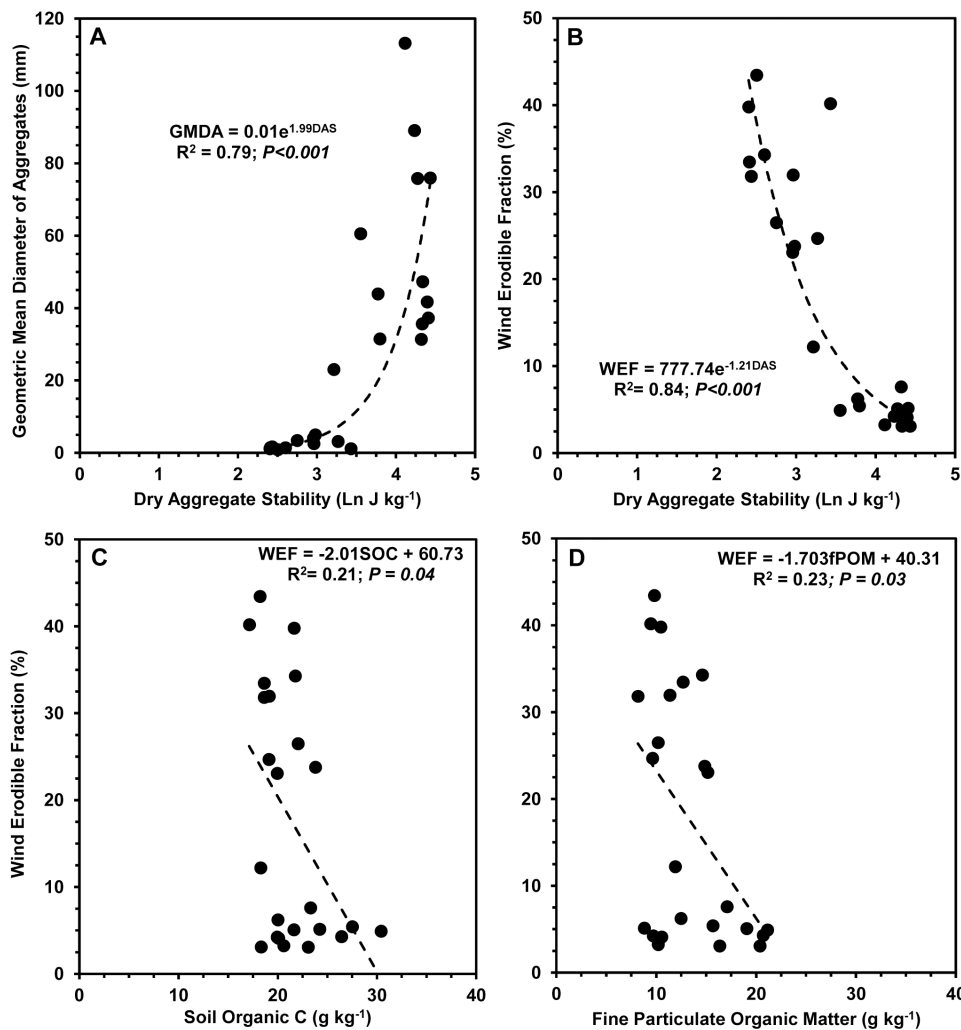 A
GMDA = 0.01e^1.99DAS
R² = 0.79; P<0.001
Geometric Mean Diameter of Aggregates (mm)
120
100
80
60
40
20
0
0 1 2 3 4 5
Dry Aggregate Stability (Ln J kg⁻¹)
B
WEF = 777.74e^-1.21DAS
R²= 0.84; P<0.001
Wind Erodible Fraction (%)
50
40
30
20
10
0
0 1 2 3 4 5
Dry Aggregate Stability (Ln J kg⁻¹)
C
WEF = -2.01SOC + 60.73
R²= 0.21; P = 0.04
Wind Erodible Fraction (%)
50
40
30
20
10
0
0 10 20 30 40
Soil Organic C (g kg⁻¹)
D
WEF = -1.703fPOM + 40.31
R² = 0.23; P = 0.03
50
40
30
20
10
0
0 10 20 30 40
Fine Particulate Organic Matter (g kg⁻¹)